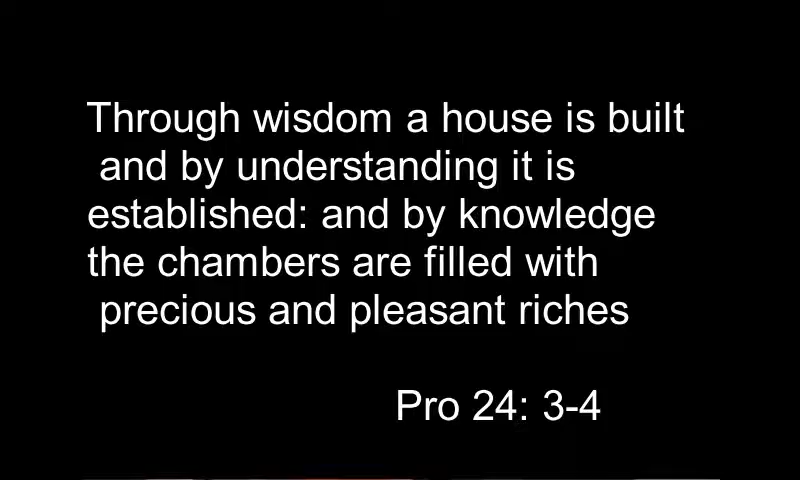 Through wisdom a house is built
and by understanding it is
established: and by knowledge
the chambers are filled with
precious and pleasant riches
Pro 24: 3-4